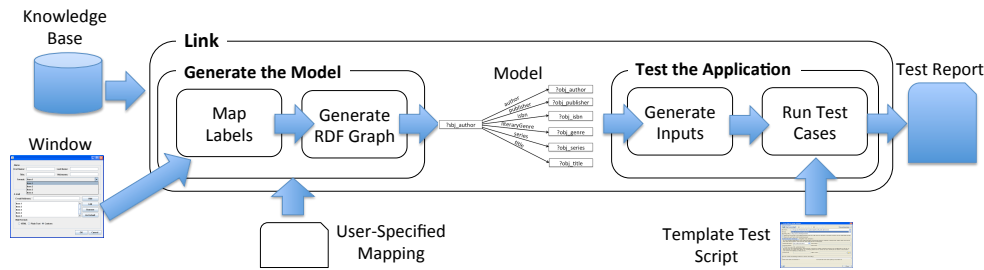 Knowledge
Base
Link
Generate the Model
Map
Labels
Generate
RDF Graph
Model
?obj_author
author
publisher
isbn
literaryGenre
series
title
?obj_author
?obj_publisher
?obj_isbn
?obj_genre
?obj_series
?obj_title
Test the Application
Generate
Inputs
Run Test
Cases
Test Report
Window
User-Specified
Mapping
Template Test
Script